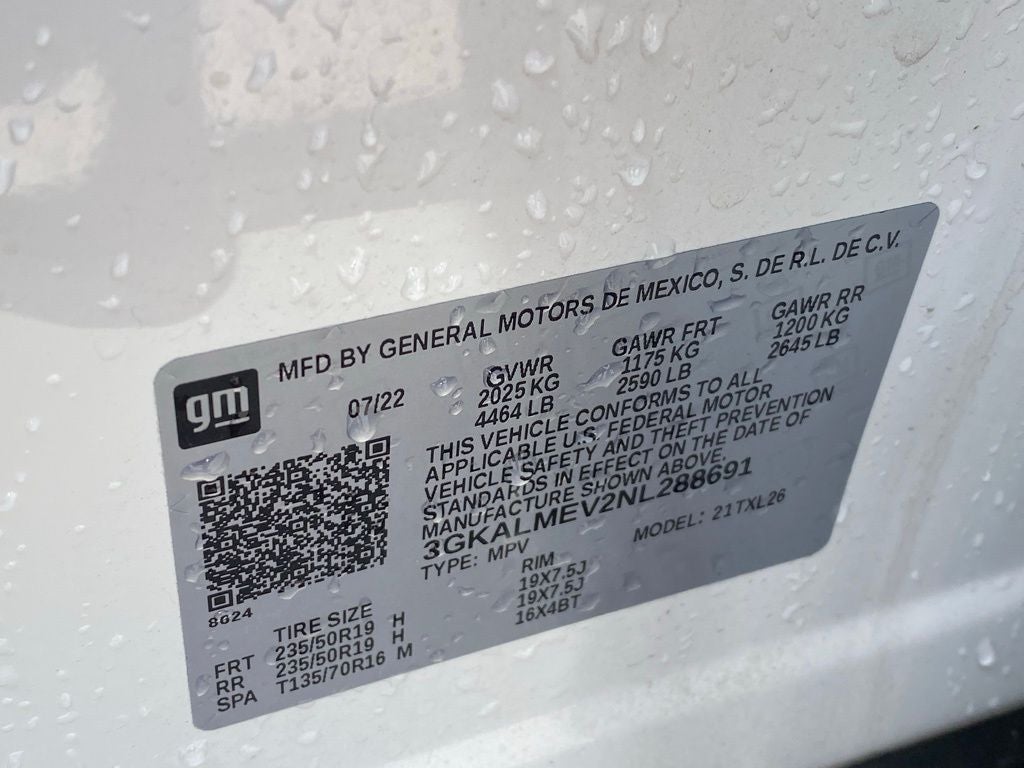 MFD BY GENERAL MOTORS DE MEXICO, S. DE R.L. DE C.V.
gm
07/22
GVWR
2025 KG
4464 LB
GAWR FRT
1175 KG
2590 LB
GAWR RR
1200 KG
2645 LB
THIS VEHICLE CONFORMS TO ALL
APPLICABLE U.S. FEDERAL MOTOR
VEHICLE SAFETY AND THEFT PREVENTION
STANDARDS IN EFFECT ON THE DATE OF
MANUFACTURE SHOWN ABOVE.
3GKALMEV2NL288691
TYPE: MPV
MODEL: 21TXL26
8G24
TIRE SIZE
RIM
FRT 235/50R19 H 19X7.5J
RR 235/50R19 H 19X7.5J
SPA T135/70R16 M 16X4BT